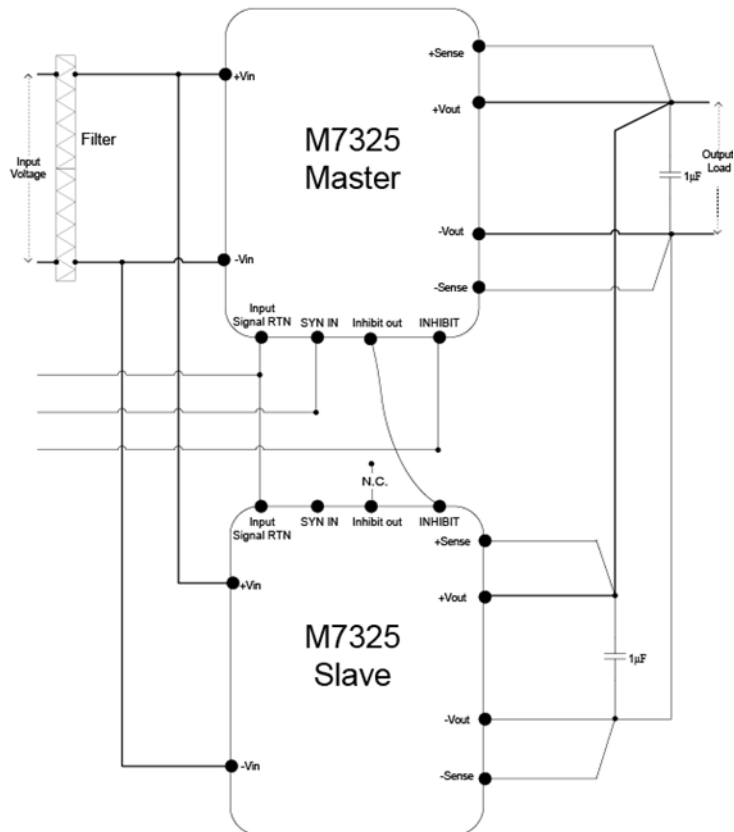 +Sense
+Vin
+Vout
M7325
Master
Filter
Input
Voltage
1µF
Output
Load
-Vin
-Vout
-Sense
Input
Signal RTN
SYN IN
Inhibit out
INHIBIT
N.C.
Input
Signal RTN
SYN IN
Inhibit out
INHIBIT
+Sense
+Vin
+Vout
M7325
Slave
1µF
-Vout
-Vin
-Sense